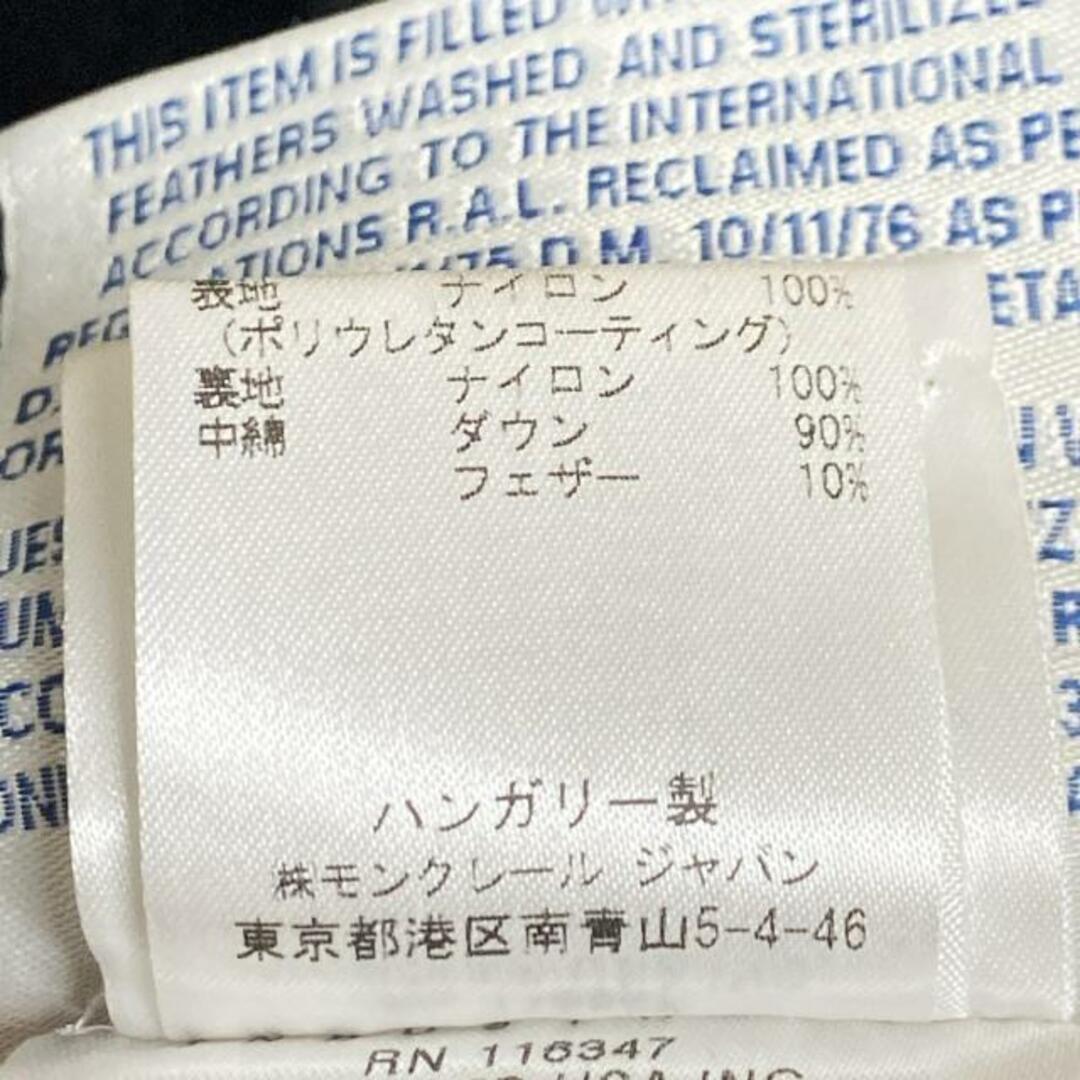 THIS ITEM IS FILLED
FEATHERS WASHED AND STERILIZED
ACCORDING TO THE INTERNATIONAL
R.A.L. RECLAIMED AS
D.M. 10/11/76 AS
表地 ナイロン 100%
(ポリウレタンコーティング)
裏地 ナイロン 100%
中綿 ダウン 90%
フェザー 10%
ハンガリー製
株モンクレール ジャパン
東京都港区南青山5-4-46
RN 116347
USA INC